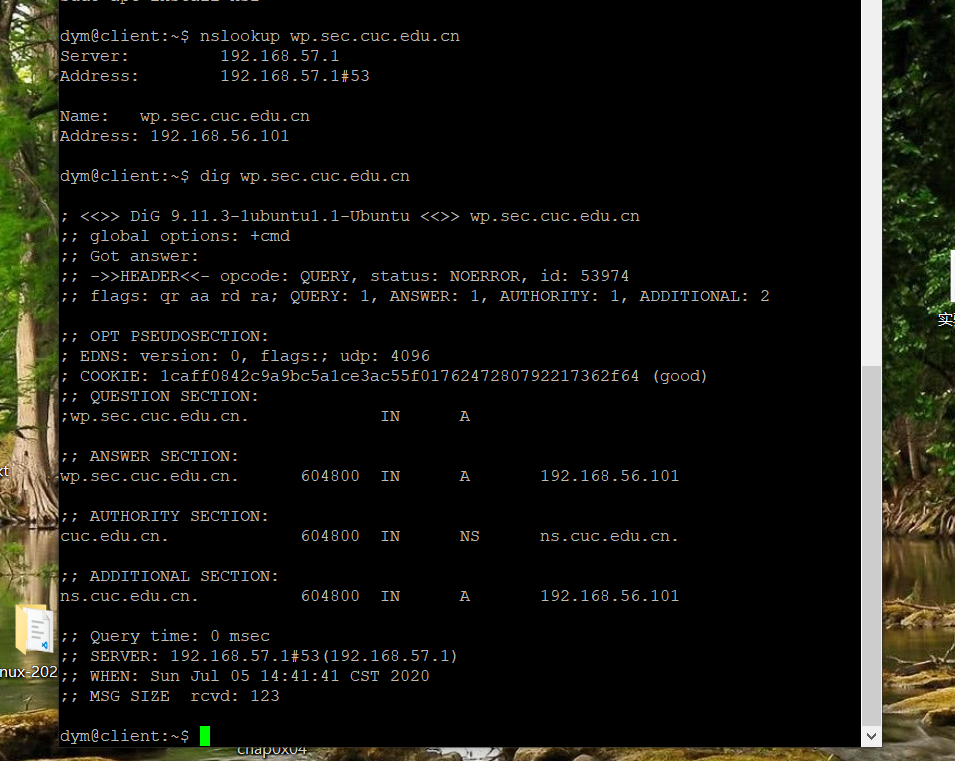 dym@client:~$ nslookup wp.sec.cuc.edu.cn
Server:         192.168.57.1
Address:        192.168.57.1#53
Name:   wp.sec.cuc.edu.cn
Address: 192.168.56.101
dym@client:~$ dig wp.sec.cuc.edu.cn
; <<>> DiG 9.11.3-1ubuntu1.1-Ubuntu <<>> wp.sec.cuc.edu.cn
;; global options: +cmd
;; Got answer:
;; ->>HEADER<<- opcode: QUERY, status: NOERROR, id: 53974
;; flags: qr aa rd ra; QUERY: 1, ANSWER: 1, AUTHORITY: 1, ADDITIONAL: 2
;; OPT PSEUDOSECTION:
; EDNS: version: 0, flags:; udp: 4096
; COOKIE: 1caff0842c9a9bc5a1ce3ac55f0176247280792217362f64 (good)
;; QUESTION SECTION:
;wp.sec.cuc.edu.cn.             IN      A
;; ANSWER SECTION:
wp.sec.cuc.edu.cn.      604800  IN      A       192.168.56.101
;; AUTHORITY SECTION:
cuc.edu.cn.             604800  IN      NS      ns.cuc.edu.cn.
;; ADDITIONAL SECTION:
ns.cuc.edu.cn.          604800  IN      A       192.168.56.101
;; Query time: 0 msec
;; SERVER: 192.168.57.1#53(192.168.57.1)
;; WHEN: Sun Jul 05 14:41:41 CST 2020
;; MSG SIZE  rcvd: 123
dym@client:~$
nux-202
chap0x04